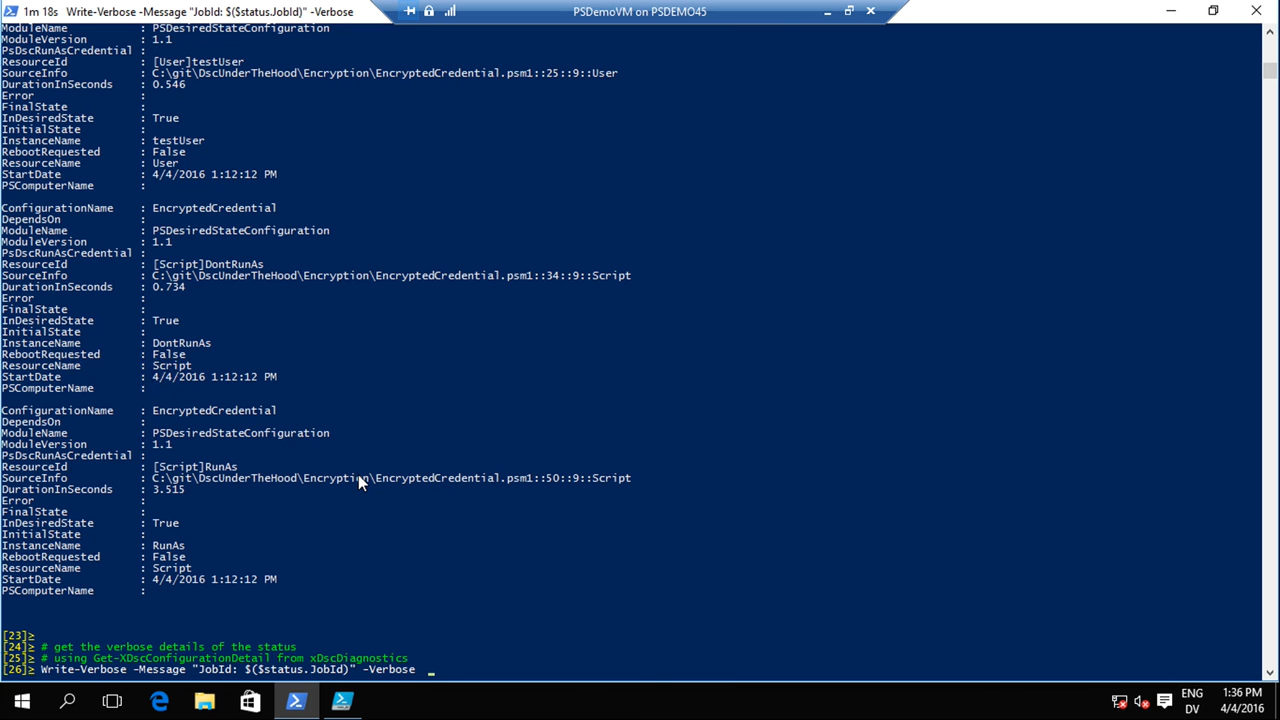 1m 18s Write-Verbose -Message "JobId: $($status.JobId)" -Verbose
PSDemoVM on PSDEMO45
ModuleName : PSDesiredStateConfiguration
ModuleVersion : 1.1
PsDscRunAsCredential :
ResourceId : [User]testUser
SourceInfo : C:\git\DscUnderTheHood\Encryption\EncryptedCredential.psm1::25::9::User
DurationInSeconds : 0.546
Error :
FinalState :
InDesiredState : True
InitialState :
InstanceName : testUser
RebootRequested : False
ResourceName : User
StartDate : 4/4/2016 1:12:12 PM
PSComputerName :
ConfigurationName : EncryptedCredential
DependsOn :
ModuleName : PSDesiredStateConfiguration
ModuleVersion : 1.1
PsDscRunAsCredential :
ResourceId : [Script]DontRunAs
SourceInfo : C:\git\DscUnderTheHood\Encryption\EncryptedCredential.psm1::34::9::Script
DurationInSeconds : 0.734
Error :
FinalState :
InDesiredState : True
InitialState :
InstanceName : DontRunAs
RebootRequested : False
ResourceName : Script
StartDate : 4/4/2016 1:12:12 PM
PSComputerName :
ConfigurationName : EncryptedCredential
DependsOn :
ModuleName : PSDesiredStateConfiguration
ModuleVersion : 1.1
PsDscRunAsCredential :
ResourceId : [Script]RunAs
SourceInfo : C:\git\DscUnderTheHood\Encryption\EncryptedCredential.psm1::50::9::Script
DurationInSeconds : 3.515
Error :
FinalState :
InDesiredState : True
InitialState :
InstanceName : RunAs
RebootRequested : False
ResourceName : Script
StartDate : 4/4/2016 1:12:12 PM
PSComputerName :
[23]>
[24]> # get the verbose details of the status
[25]> # using Get-XDscConfigurationDetail from xDscDiagnostics
[26]> Write-Verbose -Message "JobId: $($status.JobId)" -Verbose _
ENG 1:36 PM
DV 4/4/2016